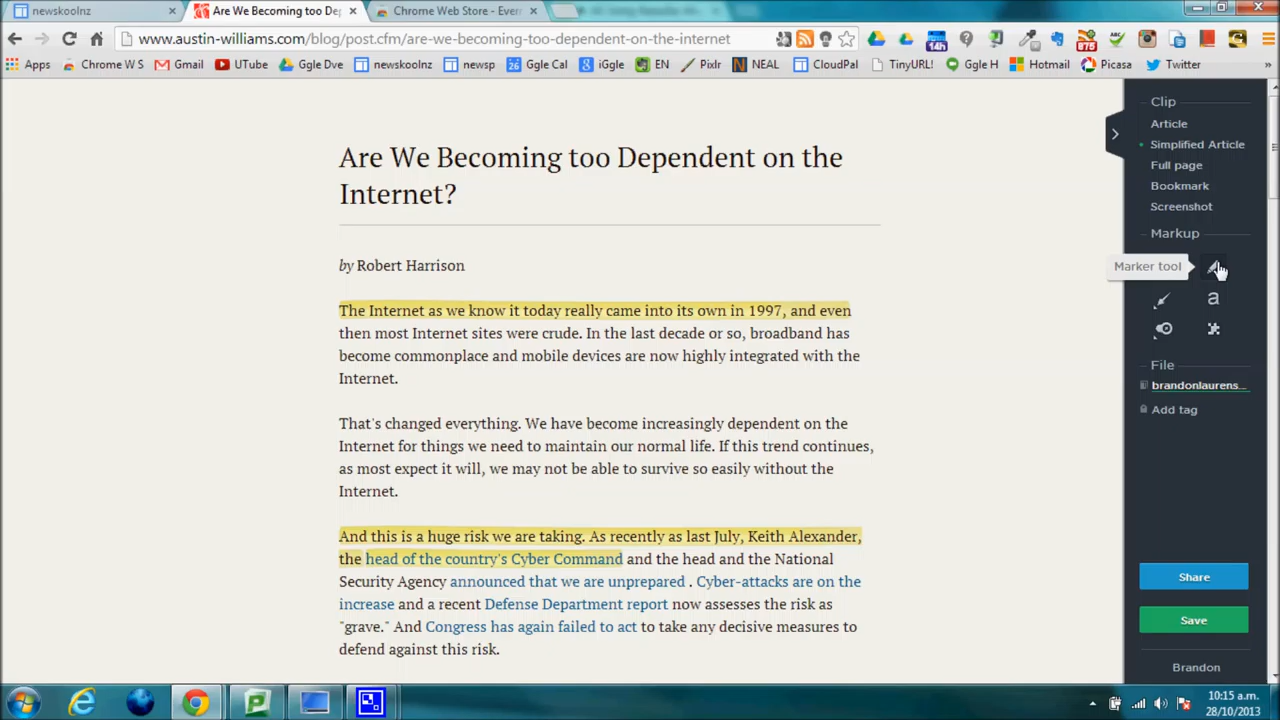 newskoolnz
Are We Becoming too De
Chrome Web Store - Ever
www.austin-williams.com/blog/post.cfm/are-we-becoming-too-dependent-on-the-internet
14h
875
Apps
Chrome W S
Gmail
UTube
Ggle Dve
newskoolnz
newsp
26
Ggle Cal
iGgle
EN
Pixlr
NEAL
CloudPal
TinyURL!
Ggle H
Hotmail
Picasa
Twitter
Are We Becoming too Dependent on the
Internet?
by Robert Harrison
The Internet as we know it today really came into its own in 1997, and even
then most Internet sites were crude. In the last decade or so, broadband has
become commonplace and mobile devices are now highly integrated with the
Internet.
That's changed everything. We have become increasingly dependent on the
Internet for things we need to maintain our normal life. If this trend continues,
as most expect it will, we may not be able to survive so easily without the
Internet.
And this is a huge risk we are taking. As recently as last July, Keith Alexander,
the head of the country's Cyber Command and the head and the National
Security Agency announced that we are unprepared . Cyber-attacks are on the
increase and a recent Defense Department report now assesses the risk as
"grave." And Congress has again failed to act to take any decisive measures to
defend against this risk.
Clip
Article
Simplified Article
Full page
Bookmark
Screenshot
Markup
Marker tool
a
File
brandonlaurens...
Add tag
Share
Save
Brandon
10:15 a.m.
28/10/2013